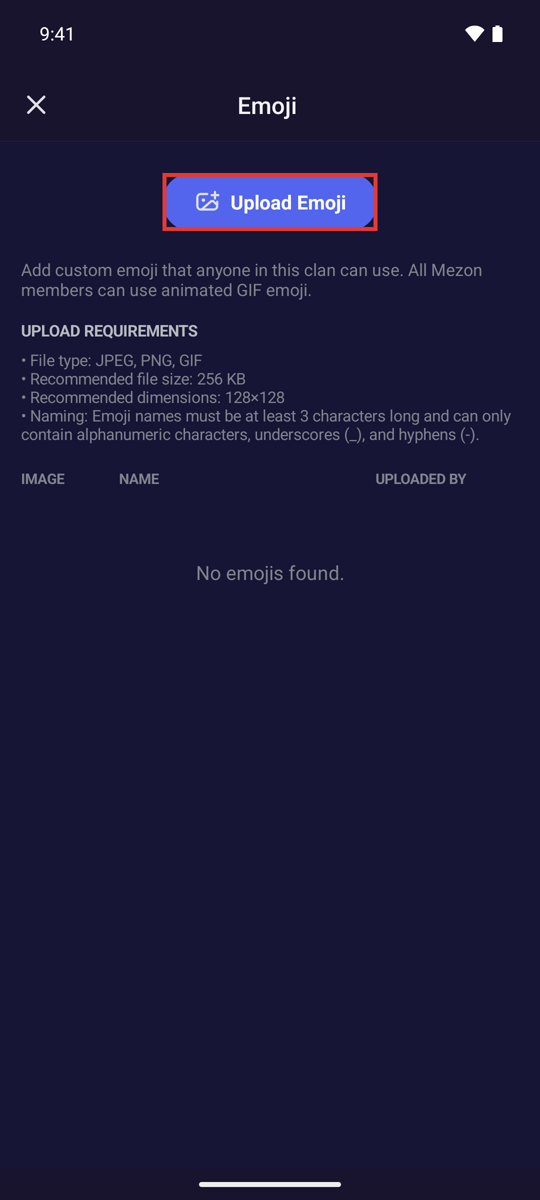 9:41
Emoji
Upload Emoji
Add custom emoji that anyone in this clan can use. All Mezon
members can use animated GIF emoji.
UPLOAD REQUIREMENTS
• File type: JPEG, PNG, GIF
• Recommended file size: 256 KB
• Recommended dimensions: 128×128
• Naming: Emoji names must be at least 3 characters long and can only
contain alphanumeric characters, underscores (_), and hyphens (-).
IMAGE NAME UPLOADED BY
No emojis found.